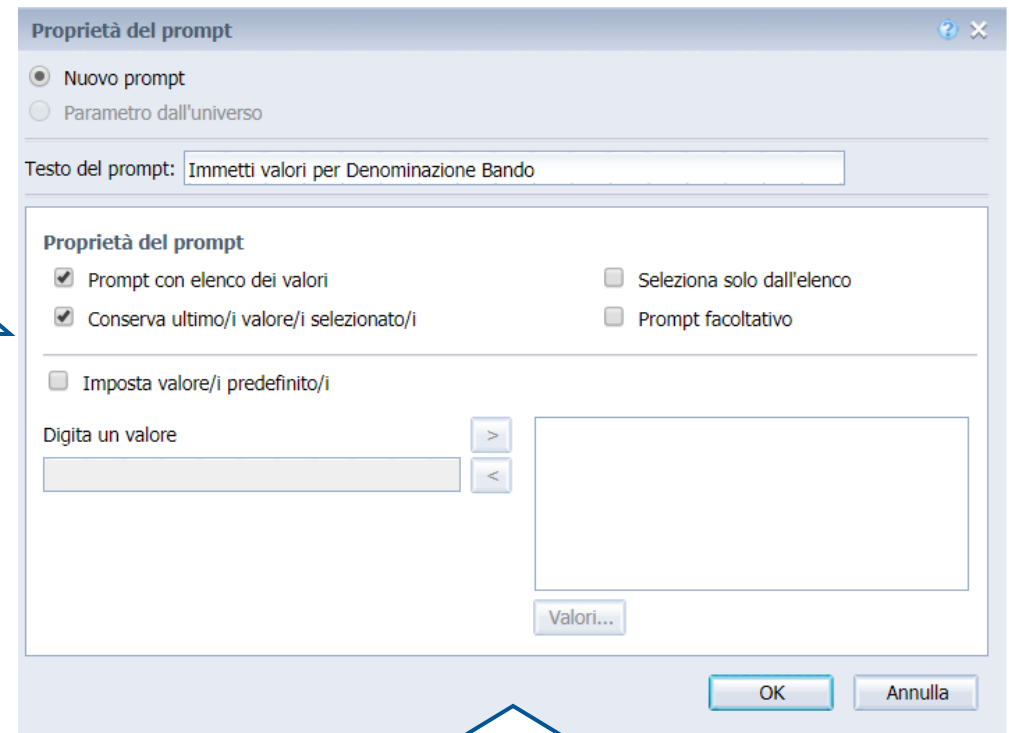 Proprietà del prompt
Nuovo prompt
Parametro dall'universo
Testo del prompt: Immetti valori per Denominazione Bando
Proprietà del prompt
Prompt con elenco dei valori
Seleziona solo dall'elenco
Conserva ultimo/i valore/i selezionato/i
Prompt facoltativo
Imposta valore/i predefinito/i
Digita un valore
>
<
Valori...
OK
Annulla